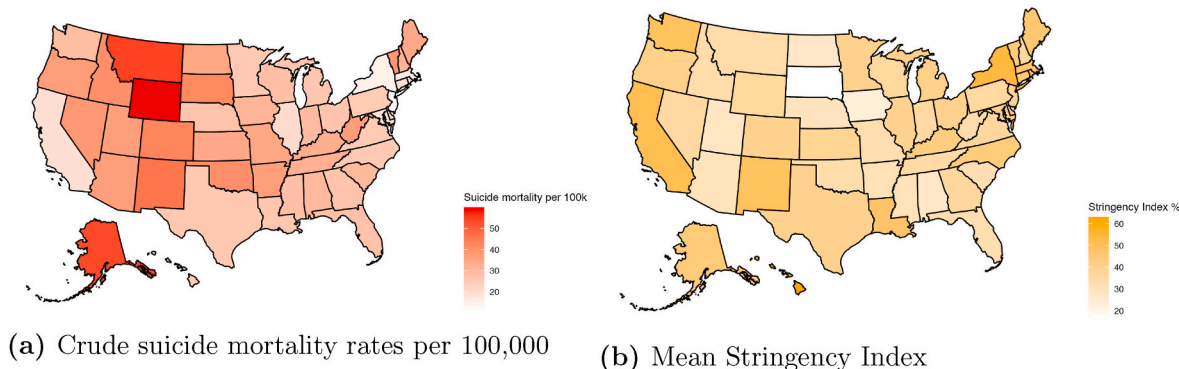 Suicide mortality per 100k
50
40
30
20
Stringency Index %
60
50
40
30
20
(a) Crude suicide mortality rates per 100,000
(b) Mean Stringency Index